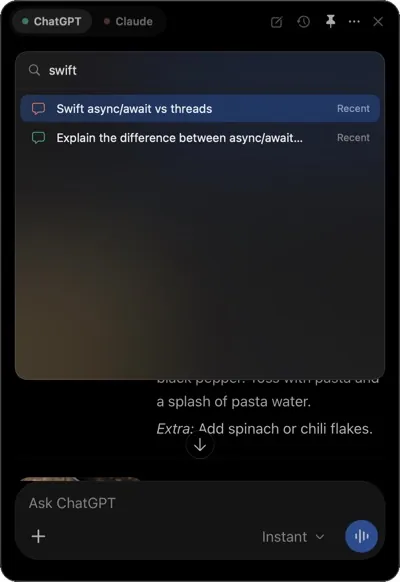 ChatGPT Claude
swift
Swift async/await vs threads Recent
Explain the difference between async/await... Recent
black pepper. Toss with pasta and
a splash of pasta water.
Extra: Add spinach or chili flakes.
Ask ChatGPT
Instant